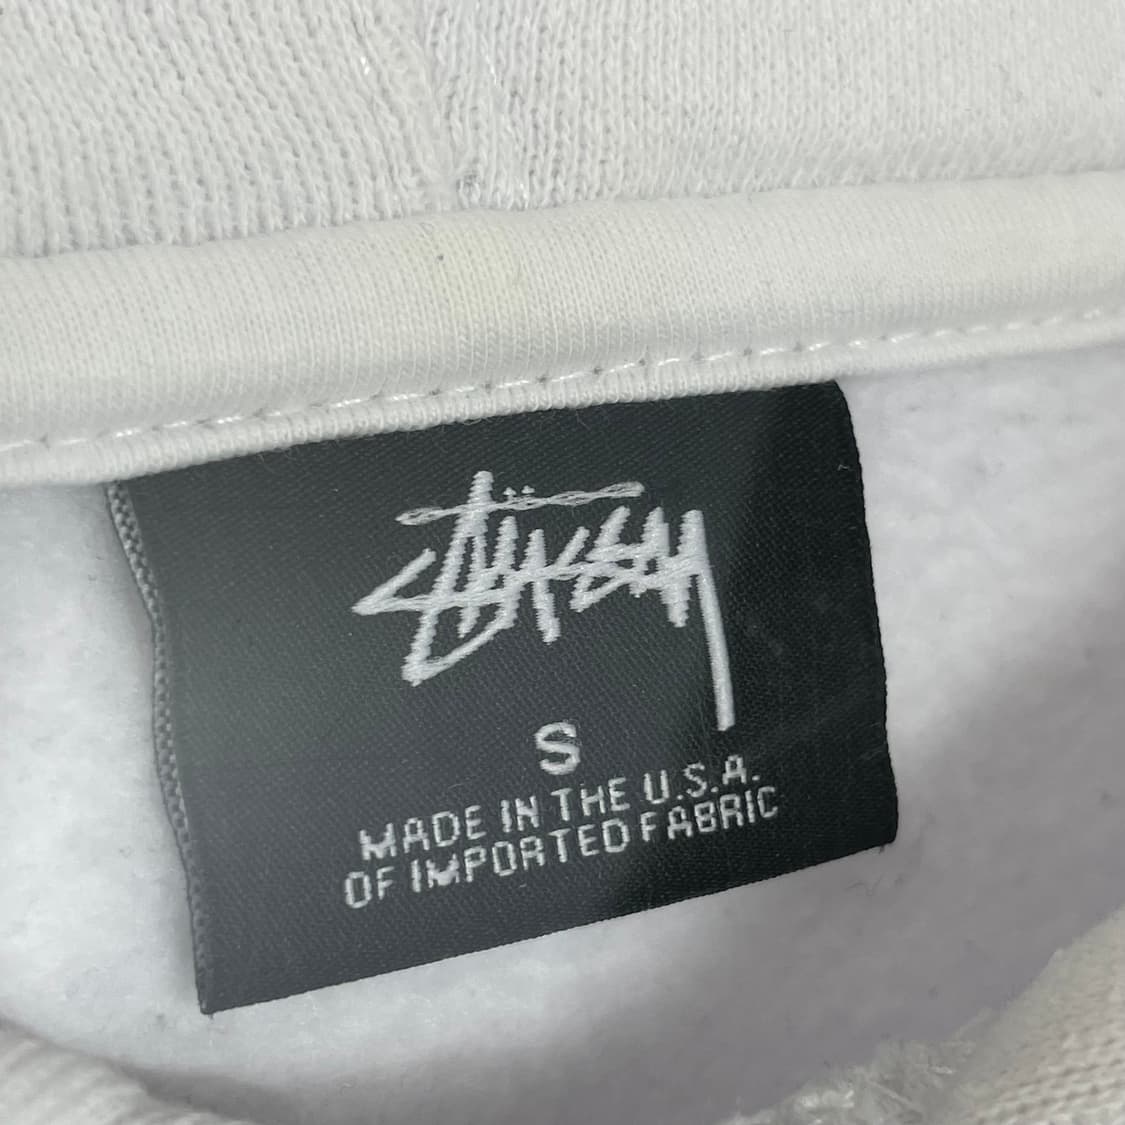 Stüssy
S
MADE IN THE U.S.A.
OF IMPORTED FABRIC